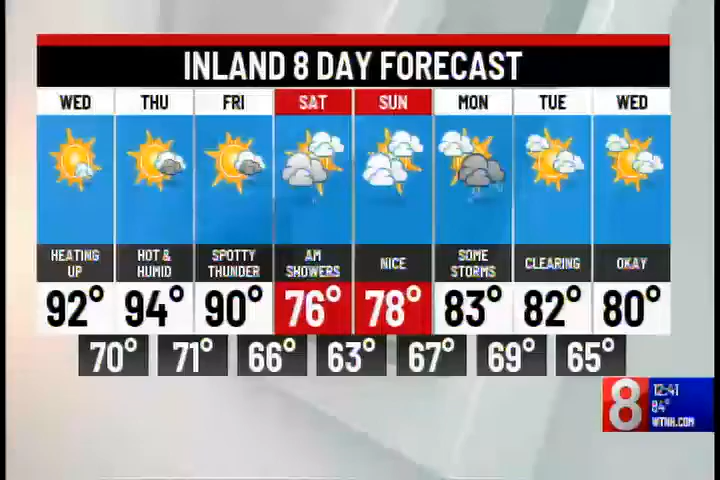 INLAND 8 DAY FORECAST
WED THU FRI SAT SUN MON TUE WED
HEATING UP
HOT & HUMID
SPOTTY THUNDER
AM SHOWERS
NICE
SOME STORMS
CLEARING
OKAY
92° 94° 90° 76° 78° 83° 82° 80°
70° 71° 66° 63° 67° 69° 65°
8
12:41
84°
WTNH.COM